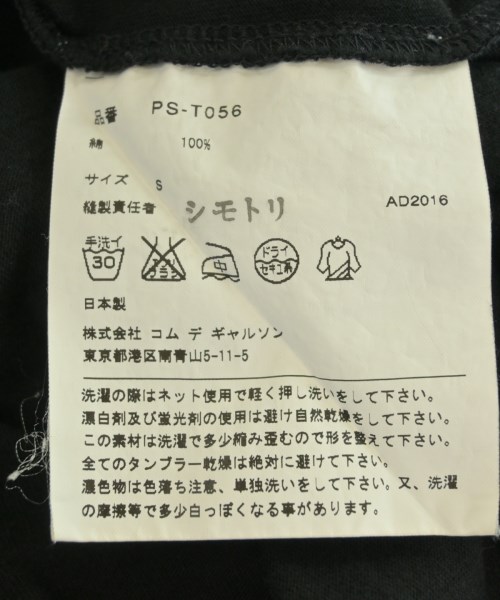 品番 PS-T056
綿 100%
サイズ S
縫製責任者 シモトリ AD2016
手洗イ 30 エンソサラシ 中 ドライ セキユ系
日本製
株式会社 コム デ ギャルソン
東京都港区南青山5-11-5
洗濯の際はネット使用で軽く押し洗いをして下さい。
漂白剤及び蛍光剤の使用は避け自然乾燥をして下さい。
この素材は洗濯で多少縮み歪むので形を整えて下さい。
全てのタンブラー乾燥は絶対に避けて下さい。
濃色物は色落ち注意、単独洗いをして下さい。又、洗濯
の摩擦等で多少白っぽくなる事があります。